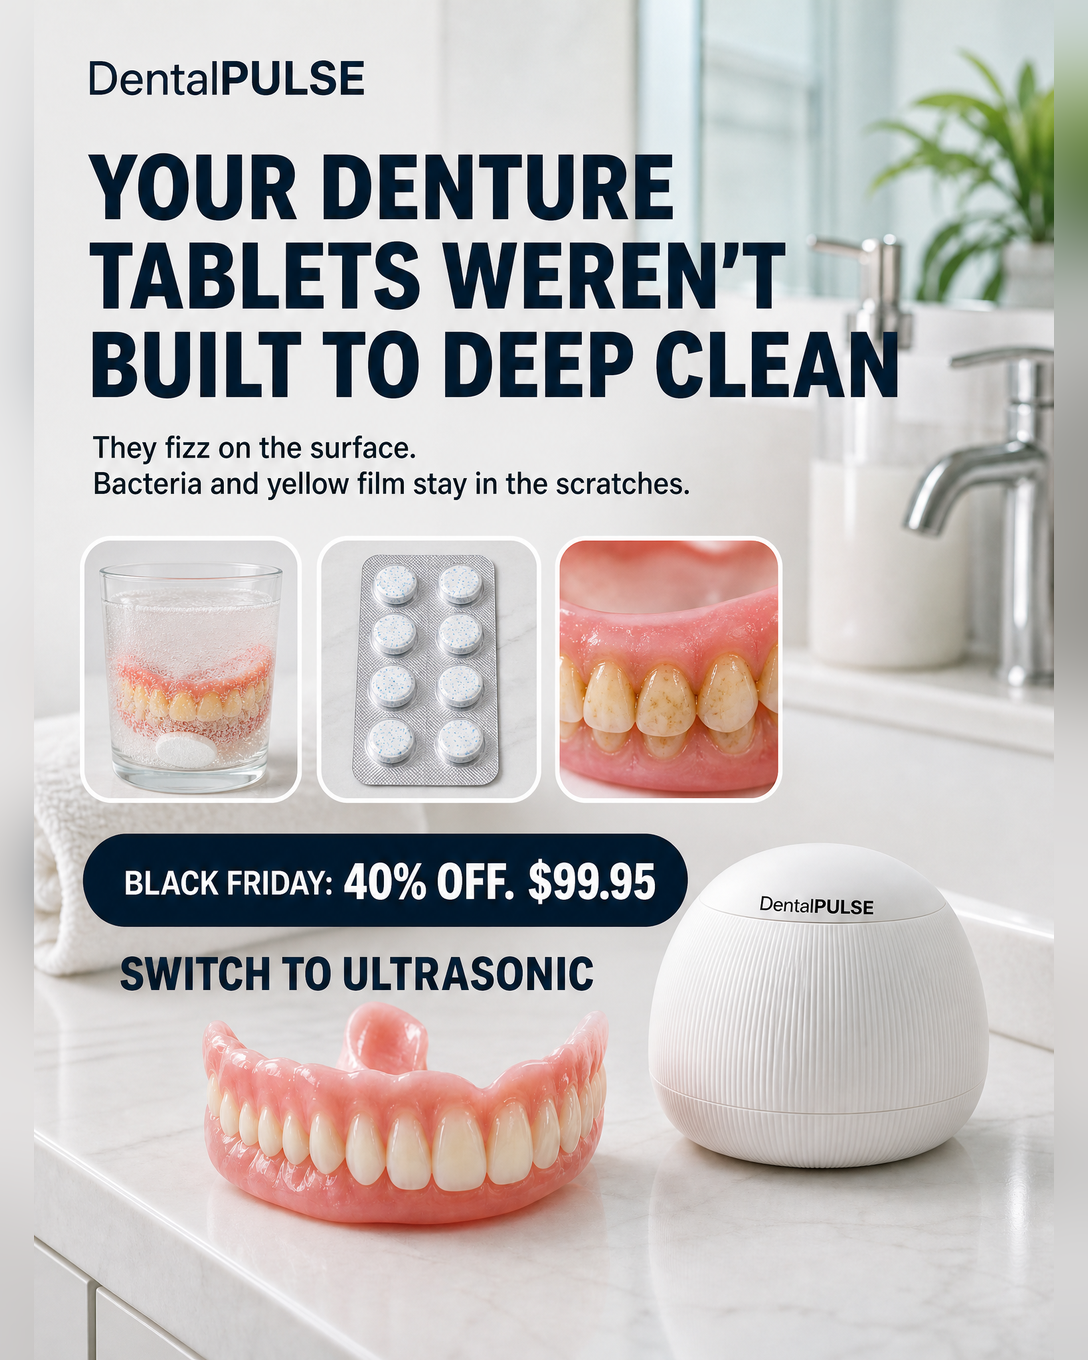 DentalPULSE
YOUR DENTURE
TABLETS WEREN'T
BUILT TO DEEP CLEAN
They fizz on the surface.
Bacteria and yellow film stay in the scratches.
BLACK FRIDAY: 40% OFF. $99.95
DentalPULSE
SWITCH TO ULTRASONIC